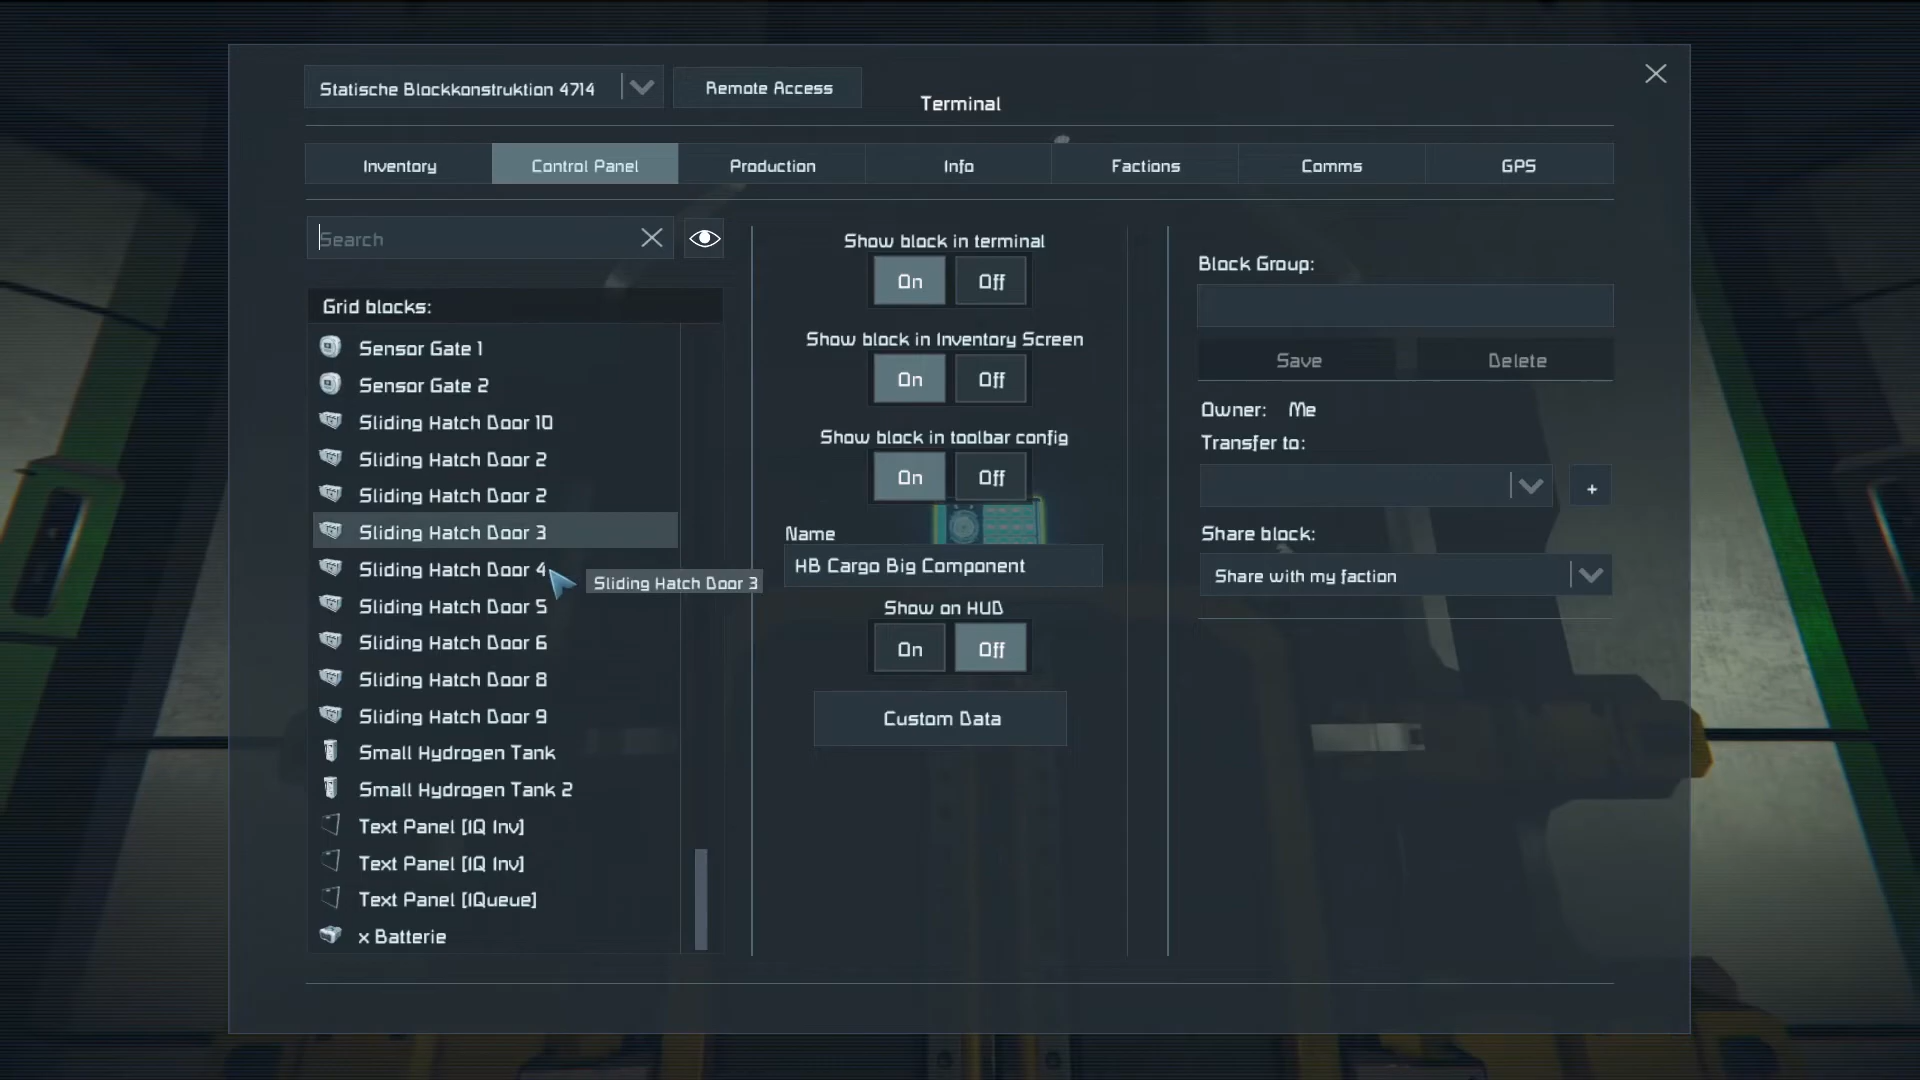 Statische Blockkonstruktion 4714
Remote Access
Terminal
Inventory
Control Panel
Production
Info
Factions
Comms
GPS
Search
Grid blocks:
Sensor Gate 1
Sensor Gate 2
Sliding Hatch Door 10
Sliding Hatch Door 2
Sliding Hatch Door 2
Sliding Hatch Door 3
Sliding Hatch Door 4
Sliding Hatch Door 3
Sliding Hatch Door 5
Sliding Hatch Door 6
Sliding Hatch Door 8
Sliding Hatch Door 9
Small Hydrogen Tank
Small Hydrogen Tank 2
Text Panel [IQ Inv]
Text Panel [IQ Inv]
Text Panel [IQueue]
x Batterie
Show block in terminal
On Off
Show block in Inventory Screen
On Off
Show block in toolbar config
On Off
Name
HB Cargo Big Component
Show on HUD
On Off
Custom Data
Block Group:
Save Delete
Owner: Me
Transfer to:
+
Share block:
Share with my faction